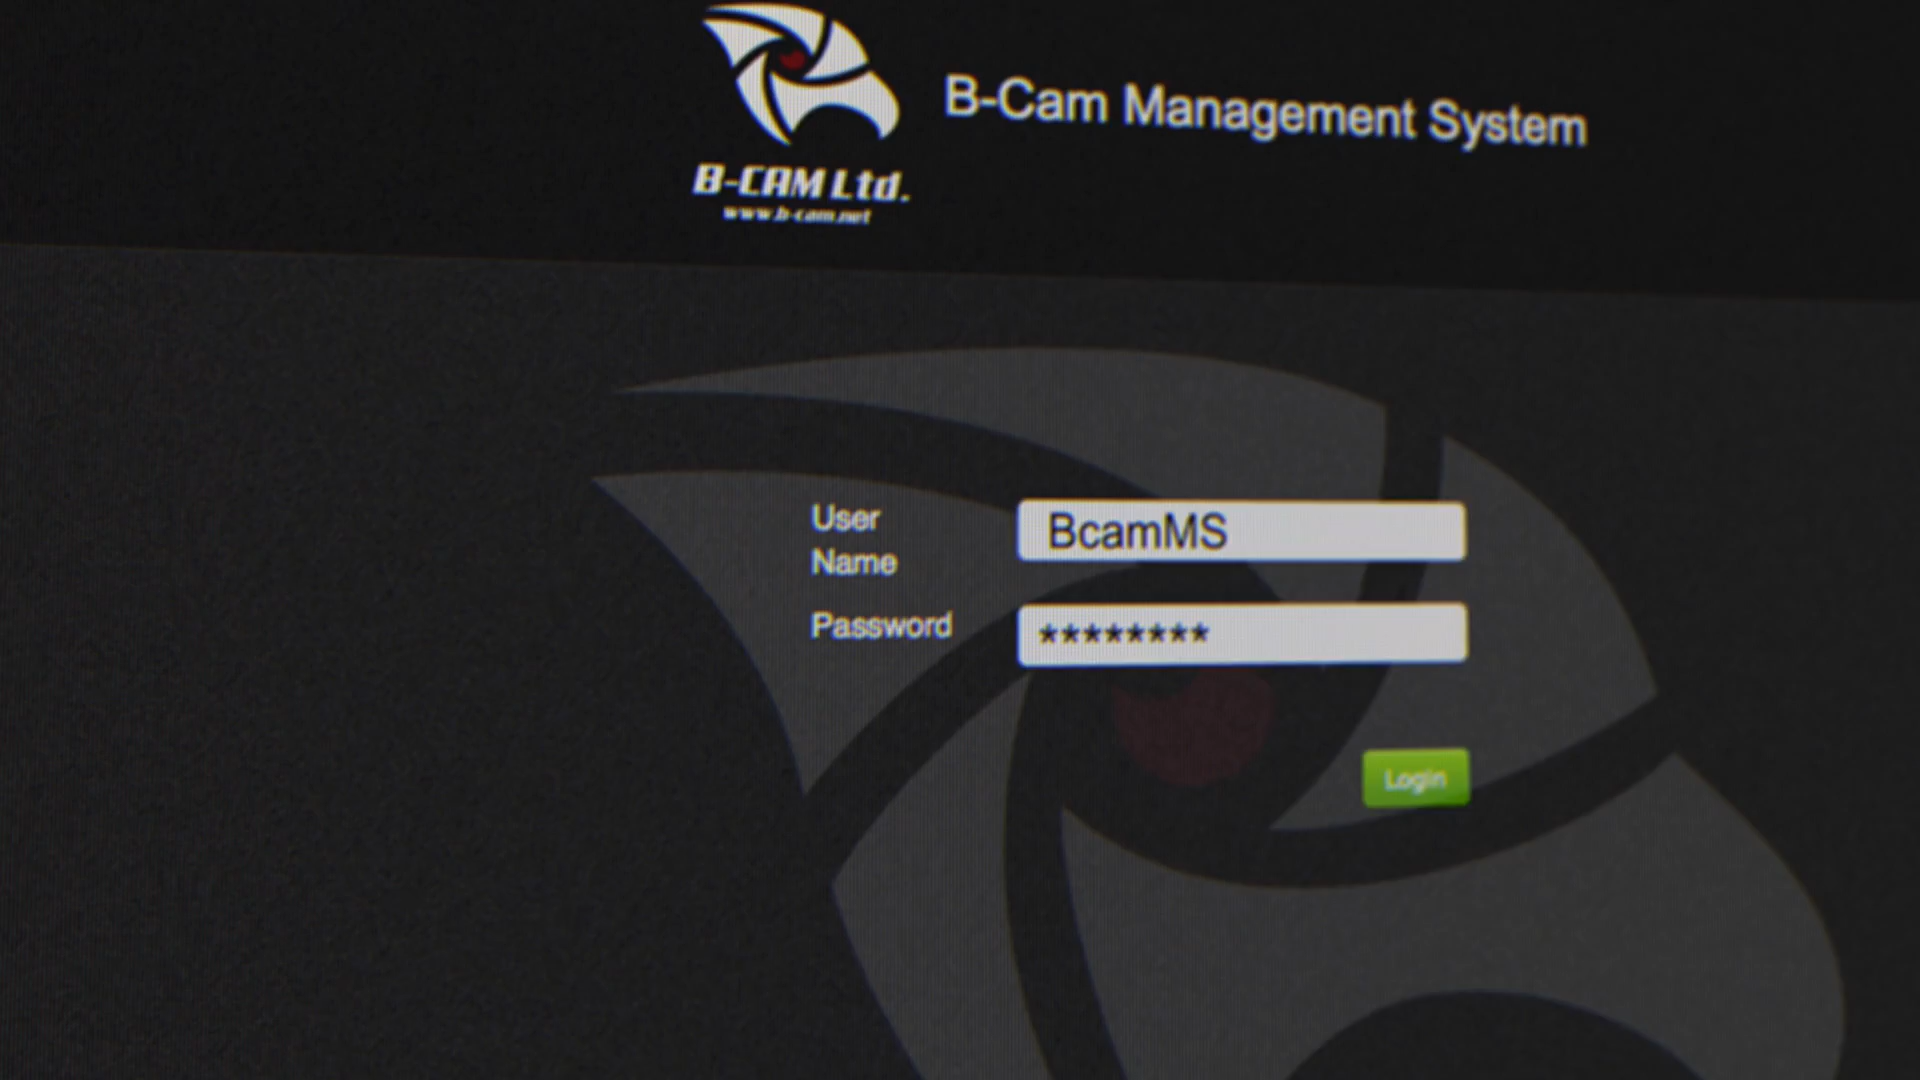 B-Cam Management System
B-CAM Ltd.
www.b-cam.net
User
Name
BcamMS
Password
********
Login